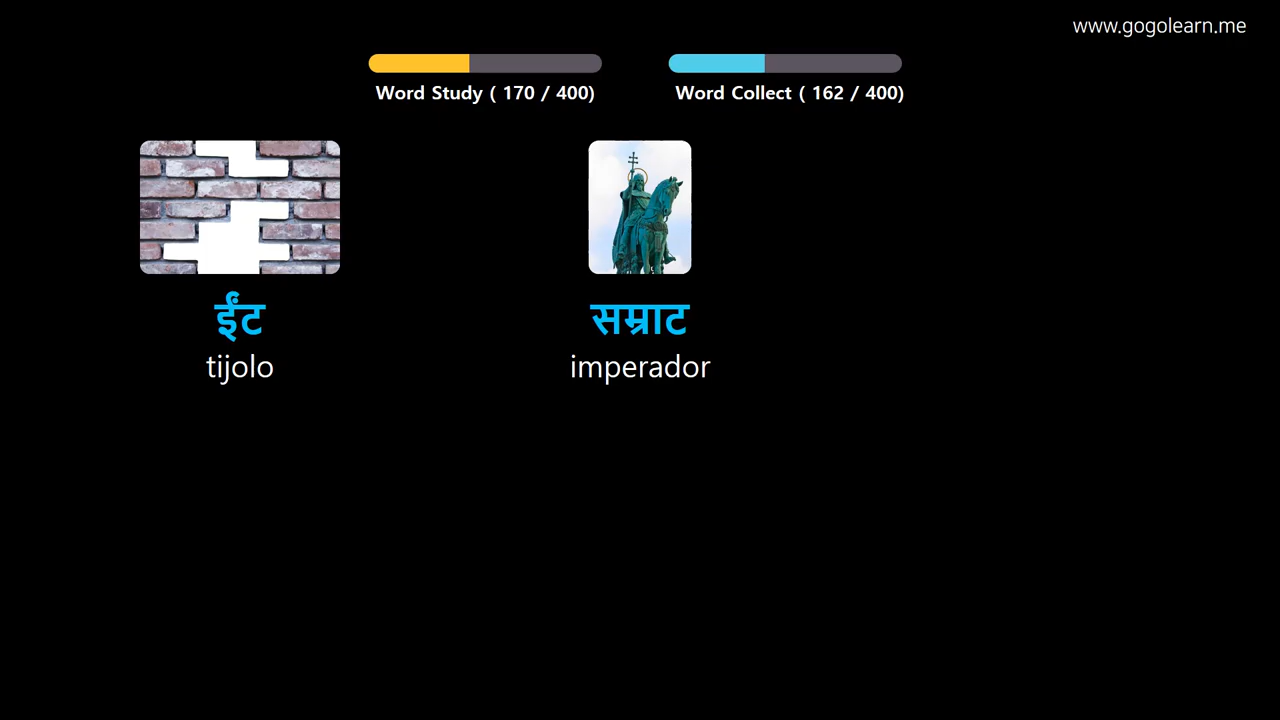 www.gogolearn.me
Word Study ( 170 / 400)
Word Collect ( 162 / 400)
ईंट
सम्राट
tijolo
imperador